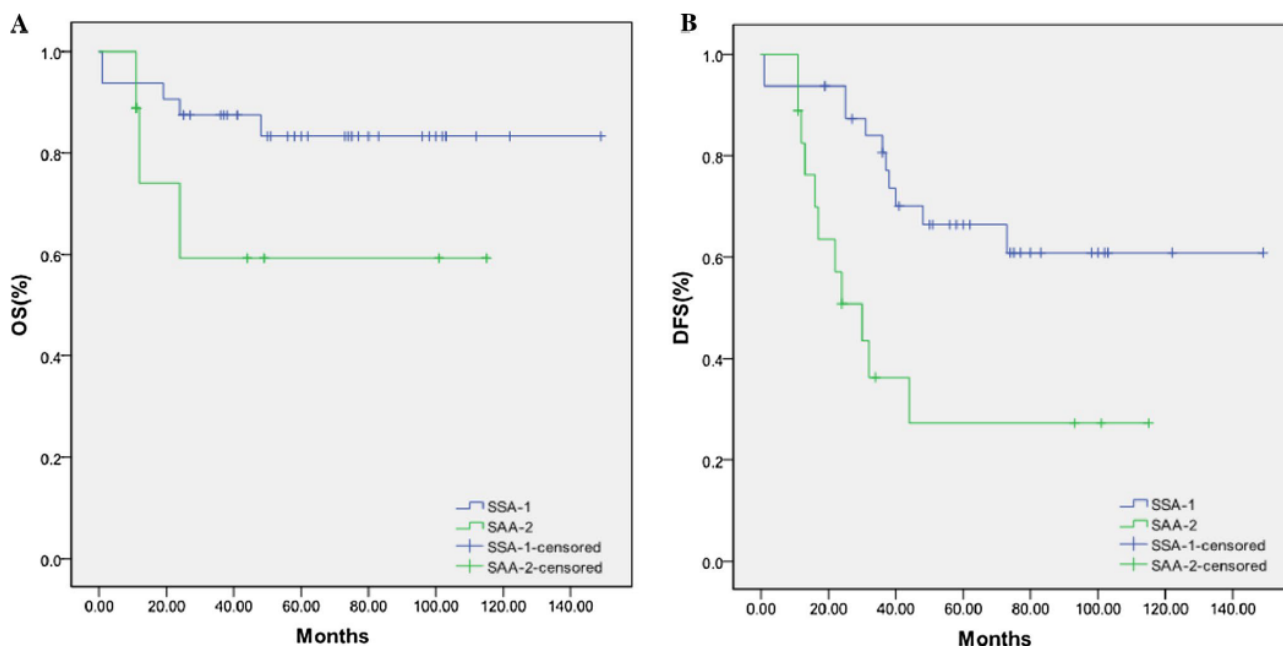 A
1.0
0.8
0.6
0.4
0.2
0.0
OS(%)
SSA-1
SAA-2
SSA-1-censored
SAA-2-censored
0.00 20.00 40.00 60.00 80.00 100.00 120.00 140.00
Months
B
1.0
0.8
0.6
0.4
0.2
0.0
DFS(%)
SSA-1
SAA-2
SSA-1-censored
SAA-2-censored
0.00 20.00 40.00 60.00 80.00 100.00 120.00 140.00
Months